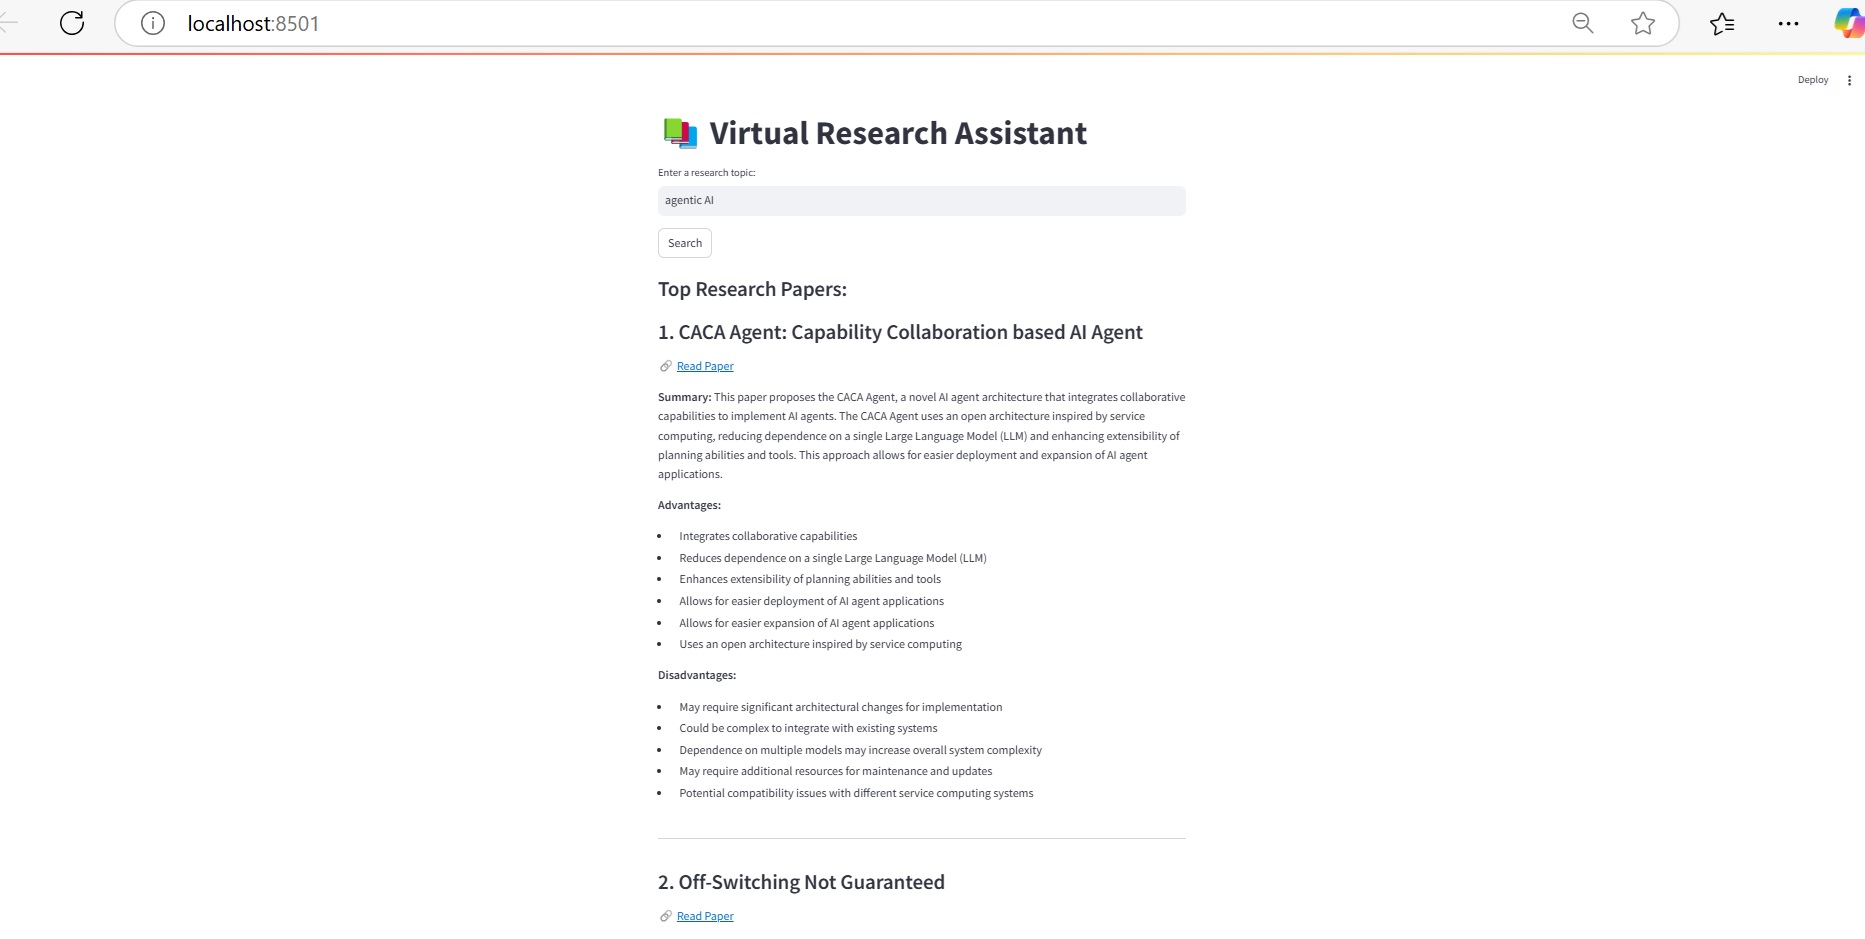 localhost:8501
Deploy
Virtual Research Assistant
Enter a research topic:
agentic AI
Search
Top Research Papers:
1. CACA Agent: Capability Collaboration based AI Agent
Read Paper
Summary: This paper proposes the CACA Agent, a novel AI agent architecture that integrates collaborative
capabilities to implement AI agents. The CACA Agent uses an open architecture inspired by service
computing, reducing dependence on a single Large Language Model (LLM) and enhancing extensibility of
planning abilities and tools. This approach allows for easier deployment and expansion of AI agent
applications.
Advantages:
• Integrates collaborative capabilities
• Reduces dependence on a single Large Language Model (LLM)
• Enhances extensibility of planning abilities and tools
• Allows for easier deployment of AI agent applications
• Allows for easier expansion of AI agent applications
• Uses an open architecture inspired by service computing
Disadvantages:
• May require significant architectural changes for implementation
• Could be complex to integrate with existing systems
• Dependence on multiple models may increase overall system complexity
• May require additional resources for maintenance and updates
• Potential compatibility issues with different service computing systems
2. Off-Switching Not Guaranteed
Read Paper